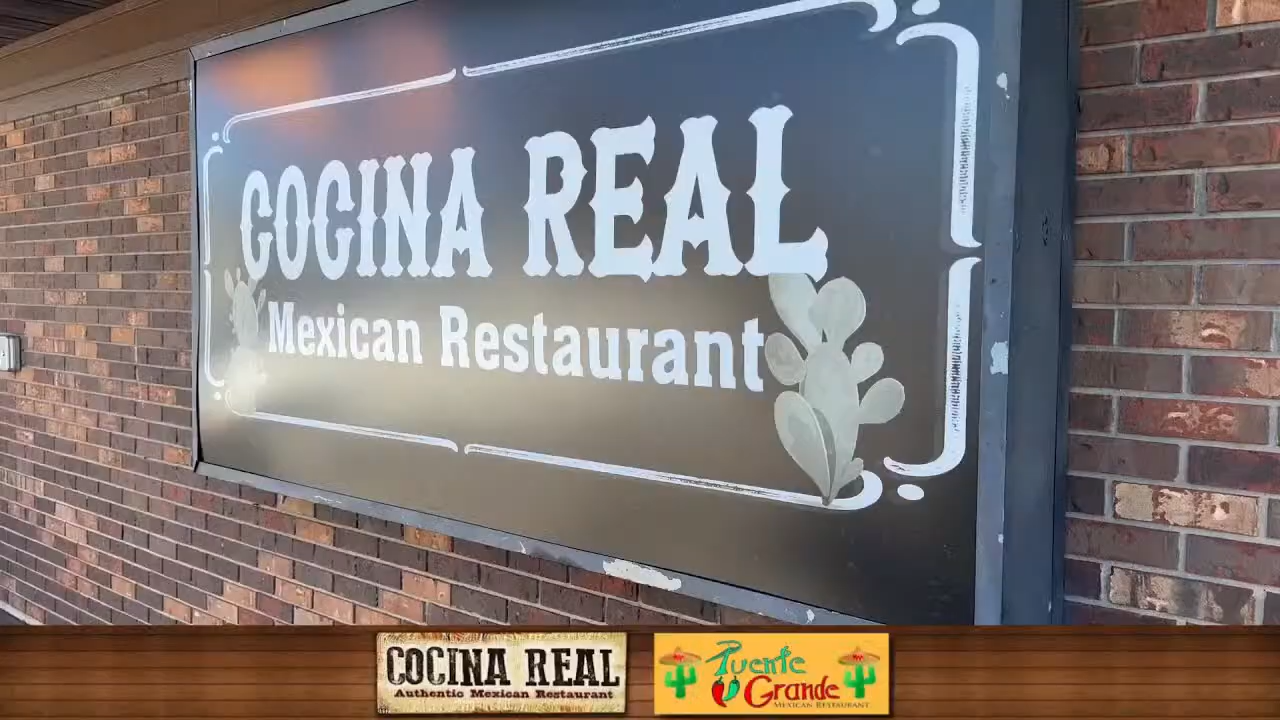 COCINA REAL
Mexican Restaurant
COCINA REAL
Authentic Mexican Restaurant
Puente
Grande
MEXICAN RESTAURANT